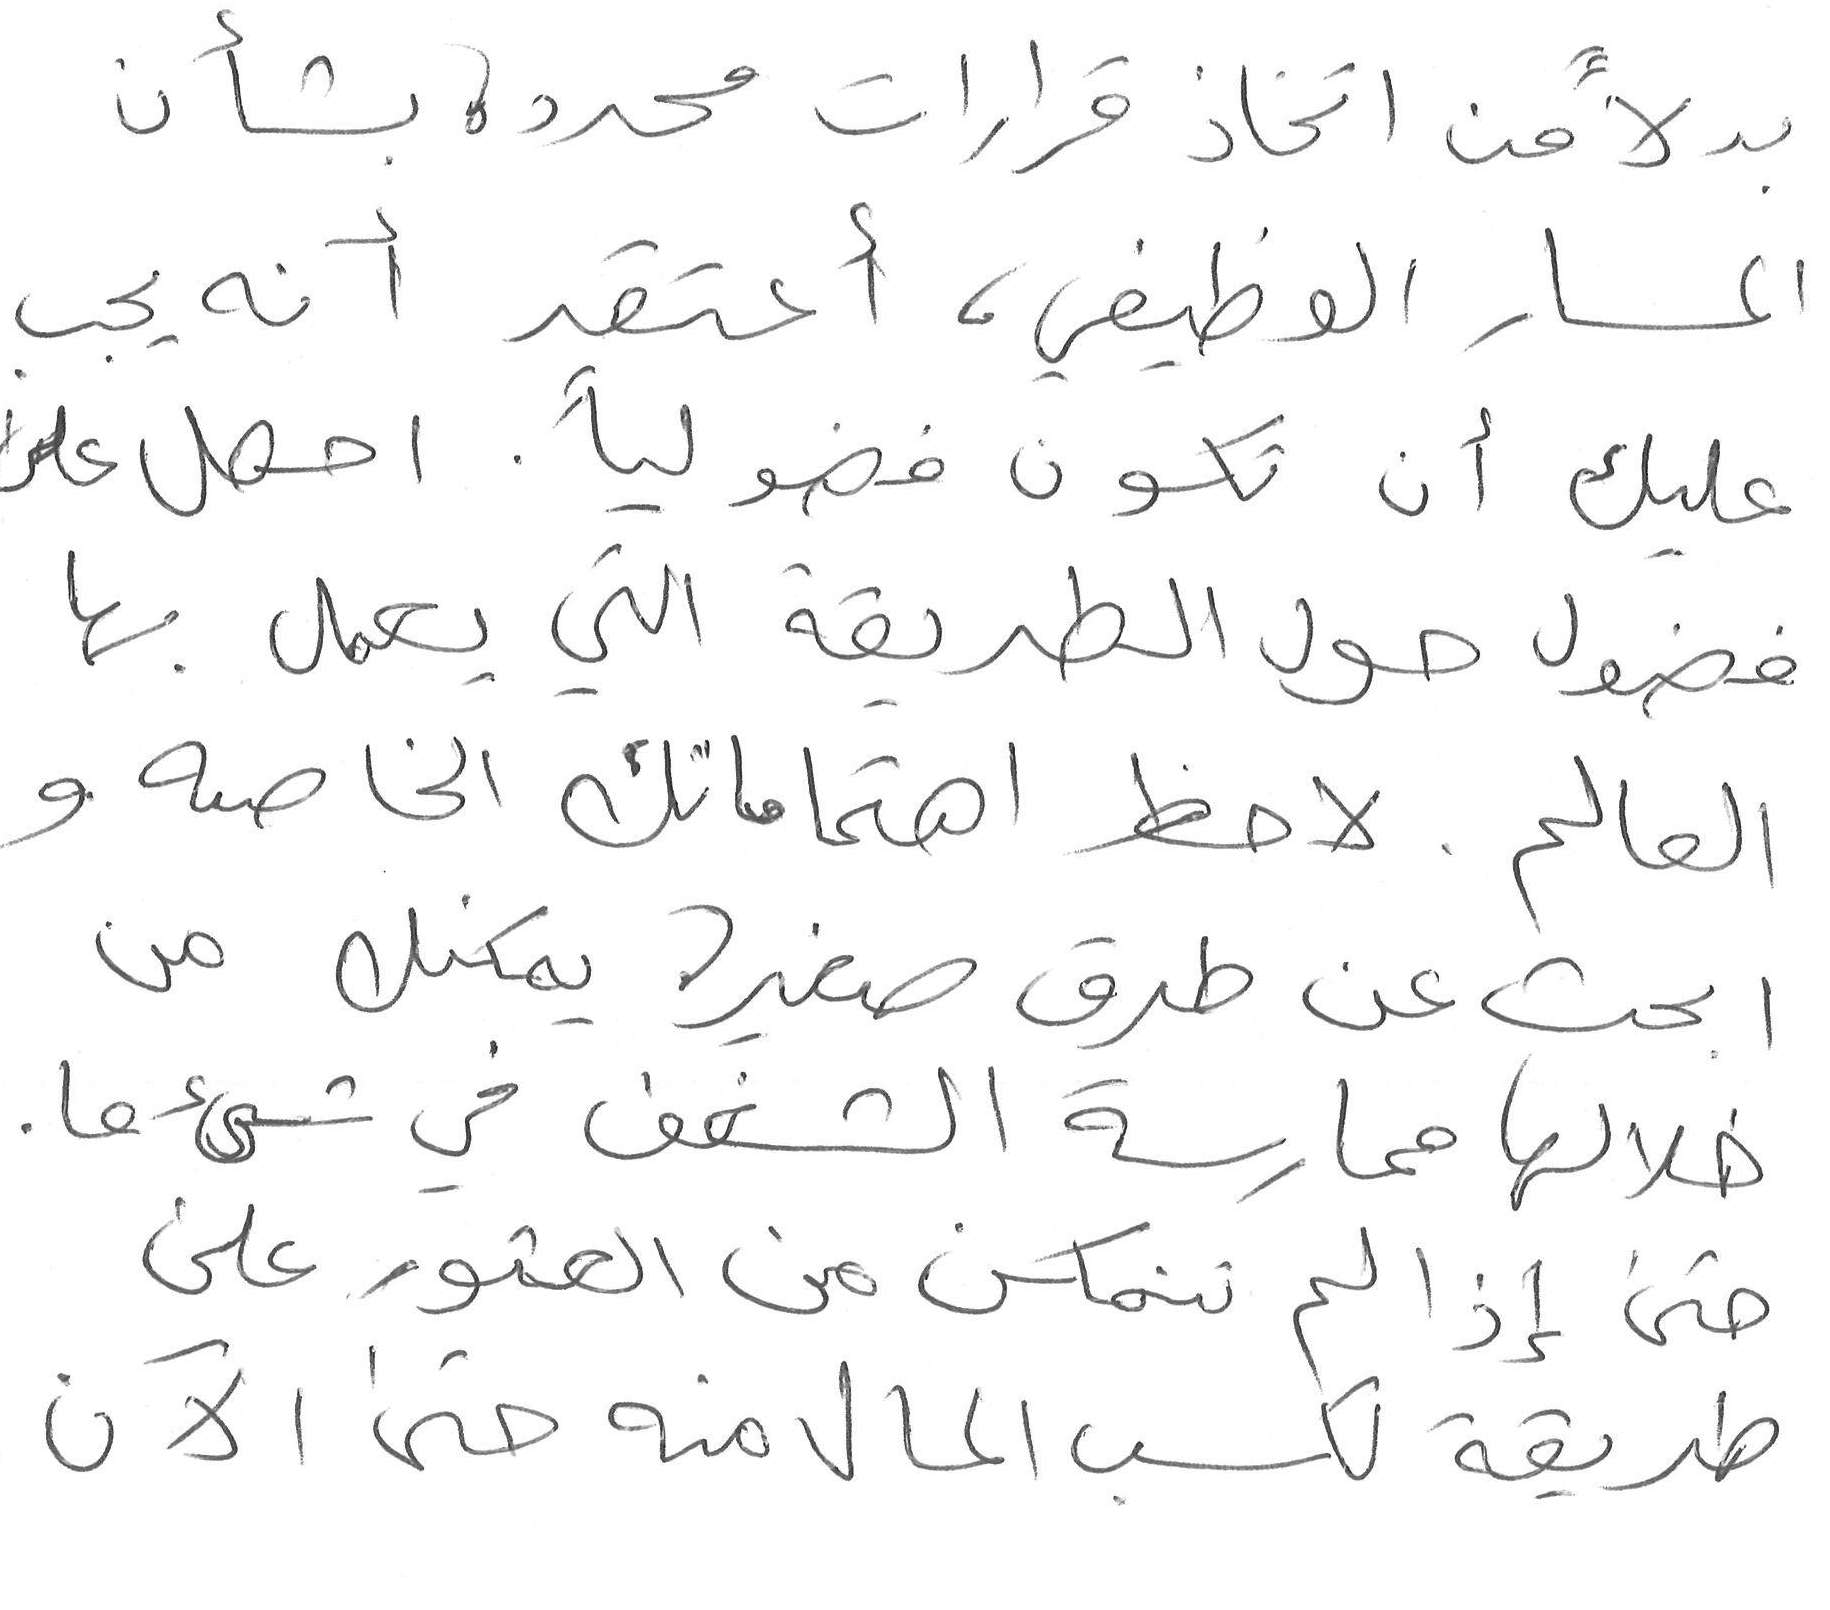 بدلاً من اتخاذ قرارات محددة بشأن
المسار الوظيفي، أعتقد أنه يجب
عليك أن تكون فضولياً. احصل على
فضول حول الطريقة التي يعمل بها
العالم. لاحظ اهتماماتك الخاصه و
ابحث عن طرق صغيرة يمكنك من
خلالها ممارسة الشغف في شيء ما.
حتى إذا لم تتمكن من العثور على
طريقة لكسب المال منه حتى الآن